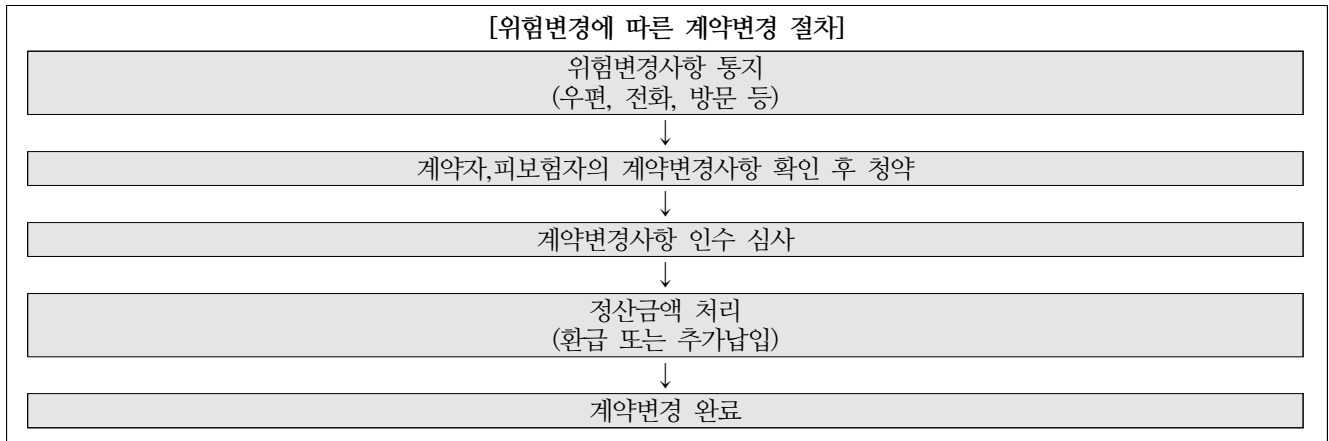 [위험변경에 따른 계약변경 절차]
위험변경사항 통지
(우편, 전화, 방문 등)
↓
계약자,피보험자의 계약변경사항 확인 후 청약
↓
계약변경사항 인수 심사
↓
정산금액 처리
(환급 또는 추가납입)
↓
계약변경 완료